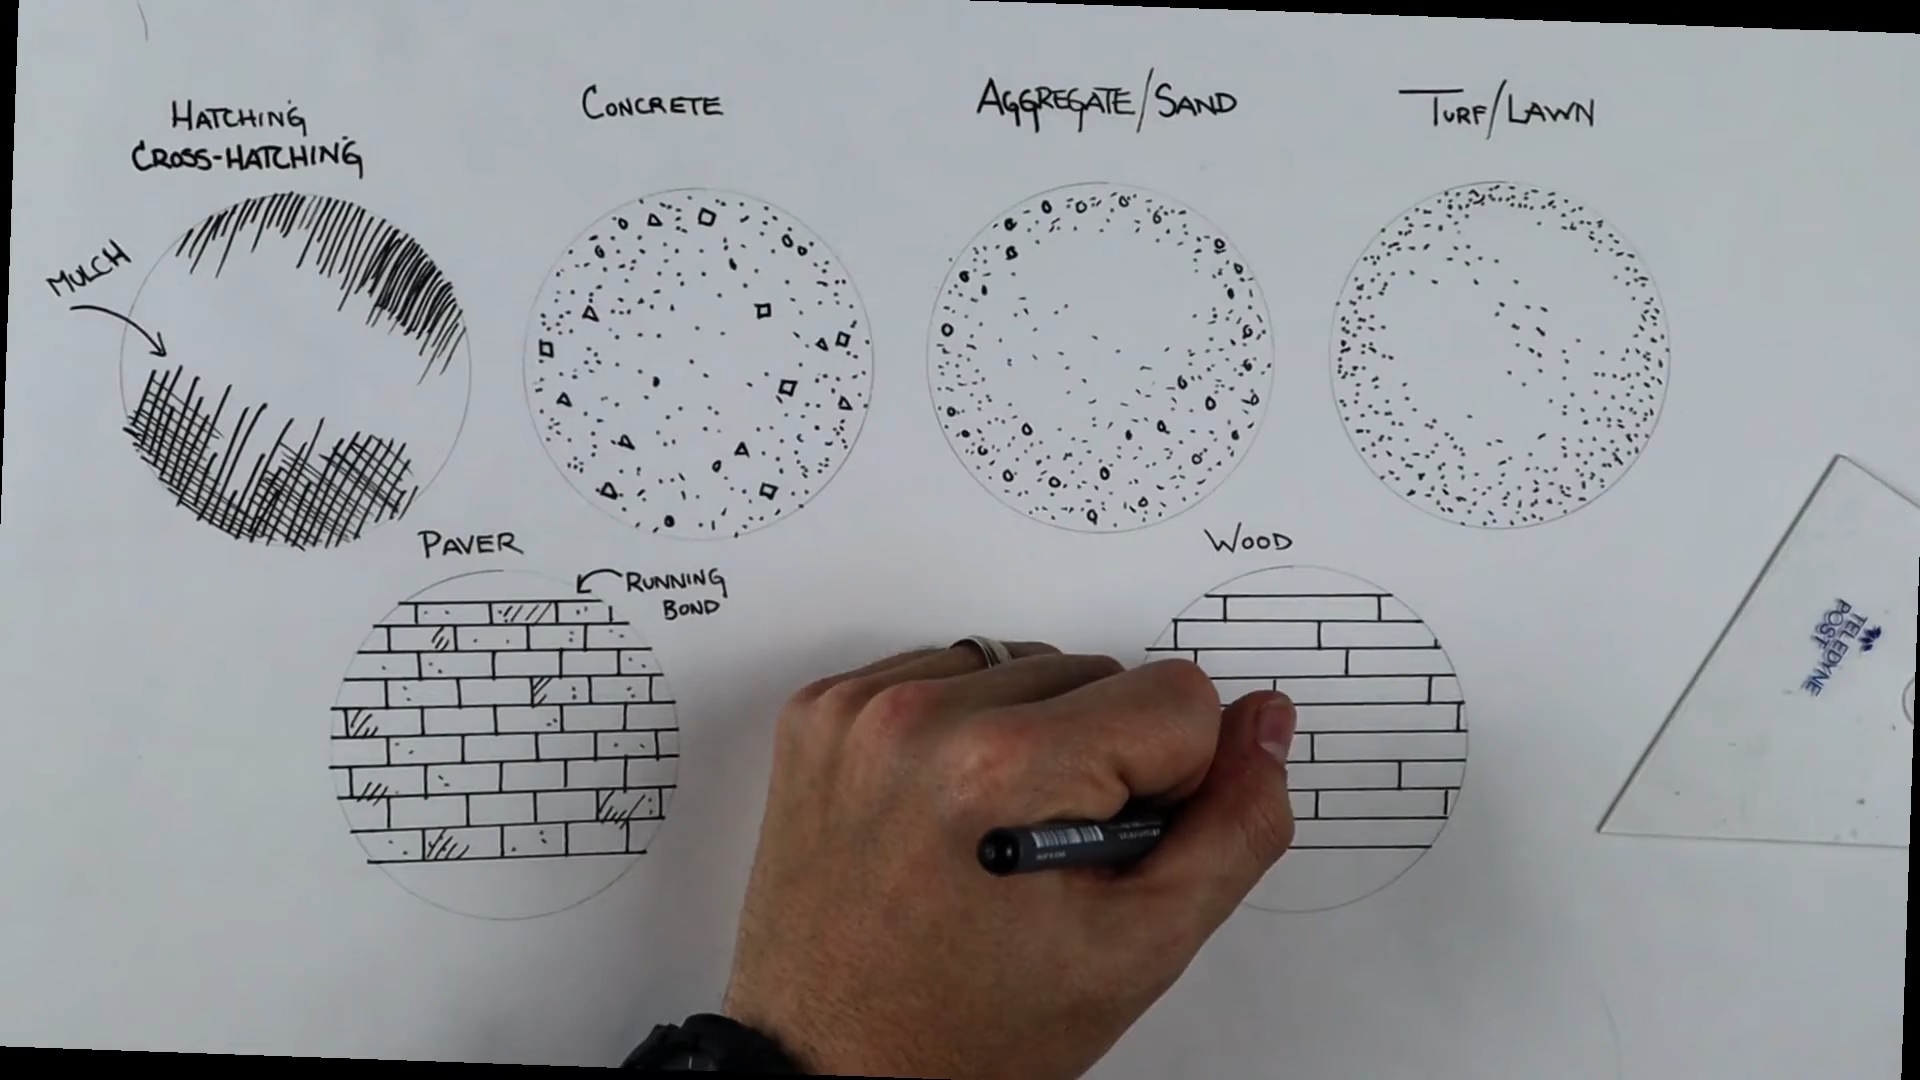 HATCHING
CROSS-HATCHING
CONCRETE
AGGREGATE/SAND
TURF/LAWN
MULCH
PAVER
RUNNING
BOND
WOOD
TELEDYNE
POST